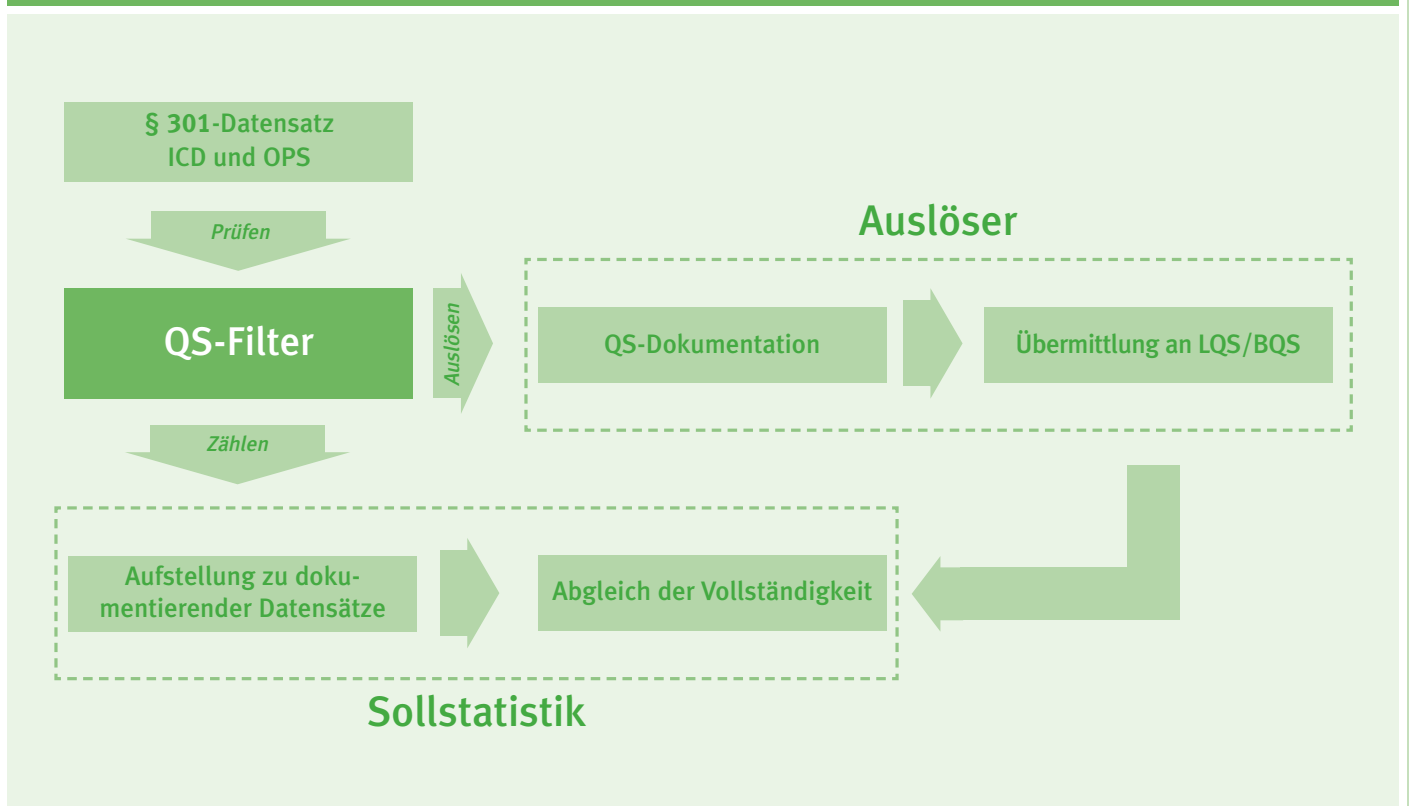 § 301-Datensatz
ICD und OPS
Prüfen
Auslöser
QS-Filter
Auslösen
QS-Dokumentation
Übermittlung an LQS/BQS
Zählen
Aufstellung zu doku-
mentierender Datensätze
Abgleich der Vollständigkeit
Sollstatistik